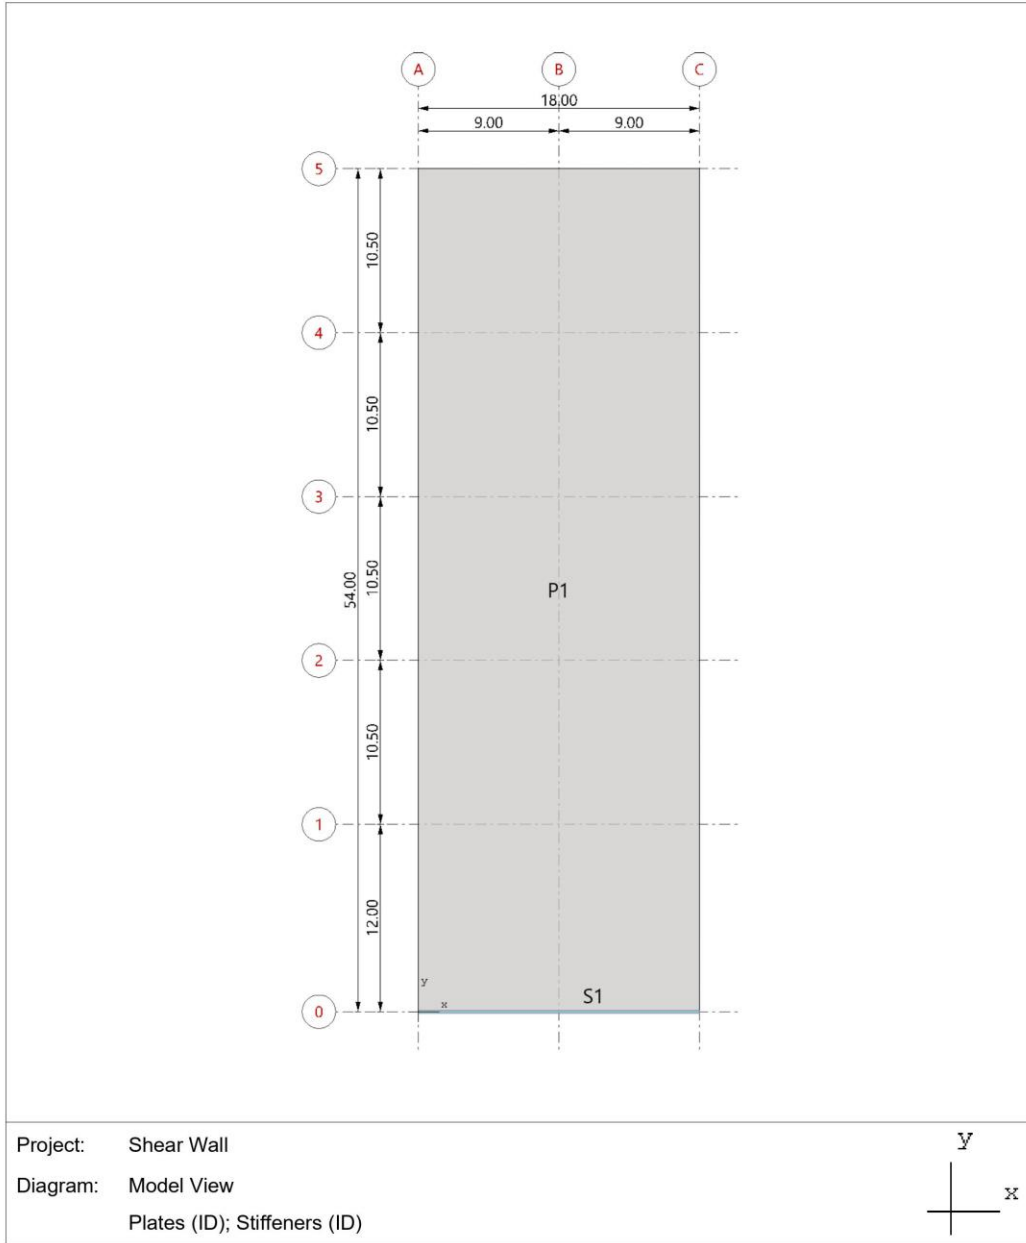 A B C
18.00
9.00 9.00
5
10.50
4
10.50
3
54.00
10.50
P1
2
10.50
1
12.00
y
x
S1
0
Project: Shear Wall
Diagram: Model View
Plates (ID); Stiffeners (ID)
y
x